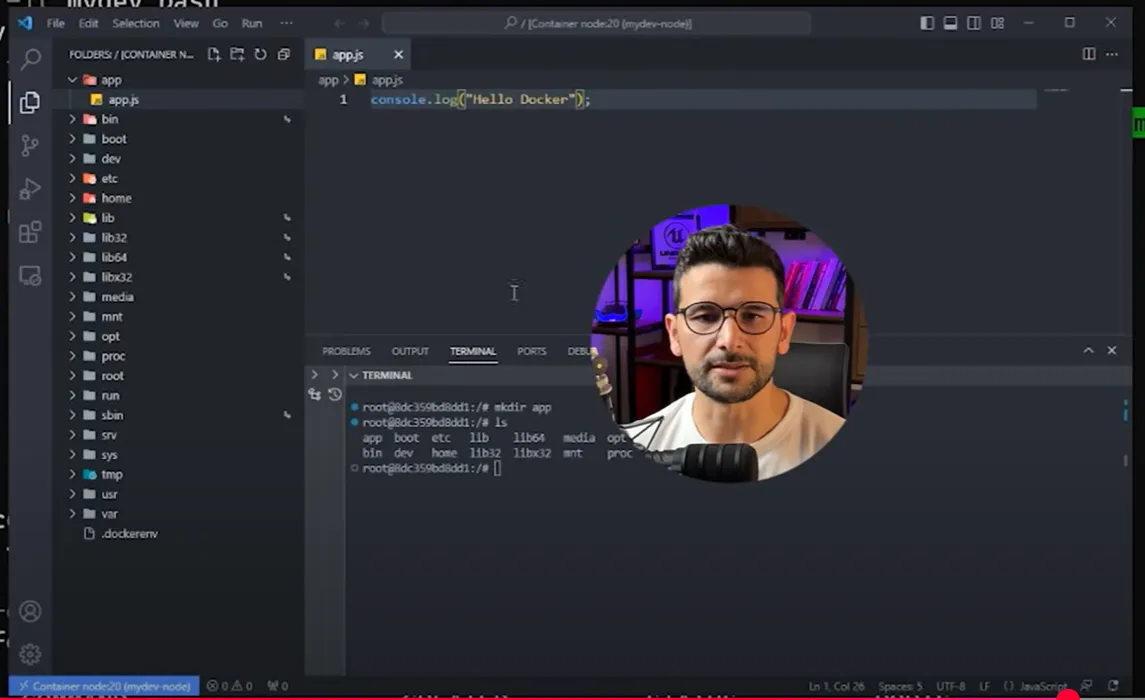 mydev bash
File Edit Selection View Go Run ···
/ [Container node:20 (mydev-node)]
FOLDERS: / [CONTAINER N...
app.js
app > app.js
1 console.log("Hello Docker");
app
app.js
bin
boot
dev
etc
home
lib
lib32
lib64
libx32
media
mnt
opt
proc
root
run
sbin
srv
sys
tmp
usr
var
.dockerenv
PROBLEMS OUTPUT TERMINAL PORTS DEBU
TERMINAL
root@8dc359bd8dd1:/# mkdir app
root@8dc359bd8dd1:/# ls
app boot etc lib lib64 media opt
bin dev home lib32 libx32 mnt proc
root@8dc359bd8dd1:/#
Container node:20 (mydev-node) 0 0 0
Ln 1, Col 26 Spaces: 5 UTF-8 LF {} JavaScript